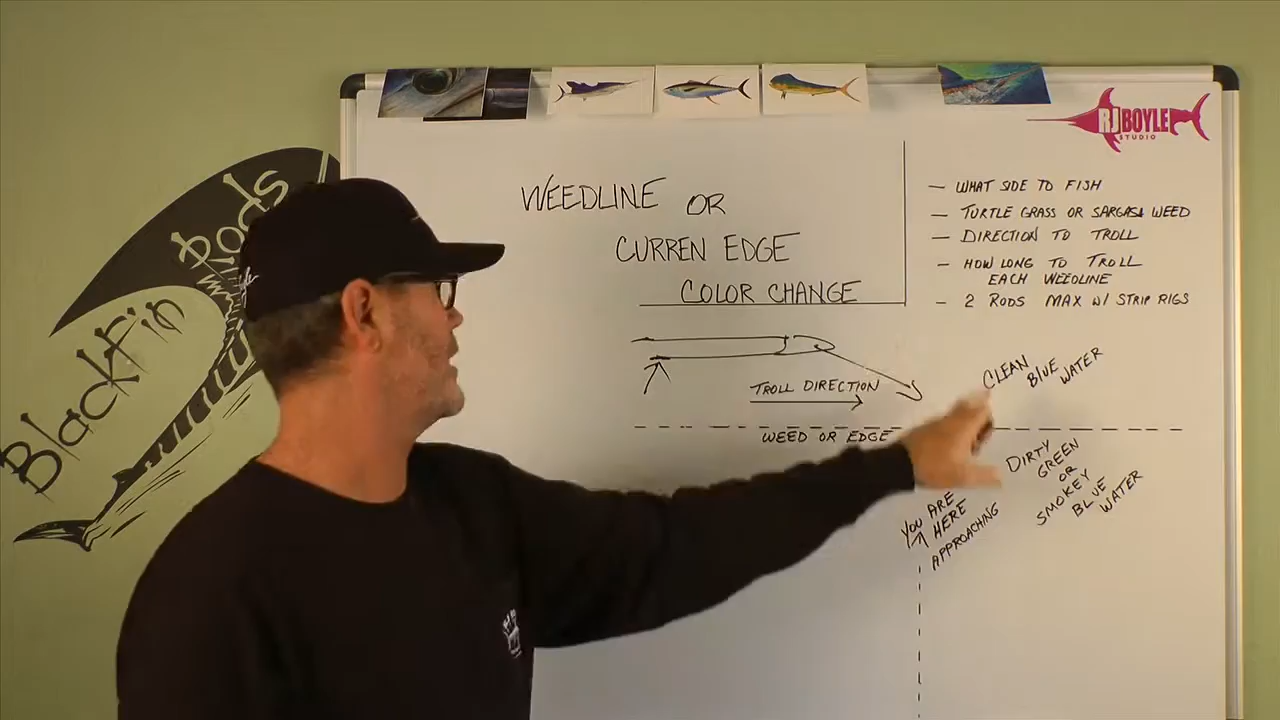 BlackFin
Rods
RJ BOYLE
STUDIO
WEEDLINE OR
CURREN EDGE
COLOR CHANGE
— WHAT SIDE TO FISH
— TURTLE GRASS OR SARGASA WEED
— DIRECTION TO TROLL
— HOW LONG TO TROLL
EACH WEEDLINE
— 2 RODS MAX W/ STRIP RIGS
TROLL DIRECTION
CLEAN
BLUE
WATER
WEED OR EDGE
DIRTY
GREEN
OR
SMOKEY
BLUE
WATER
YOU ARE
HERE
APPROACHING